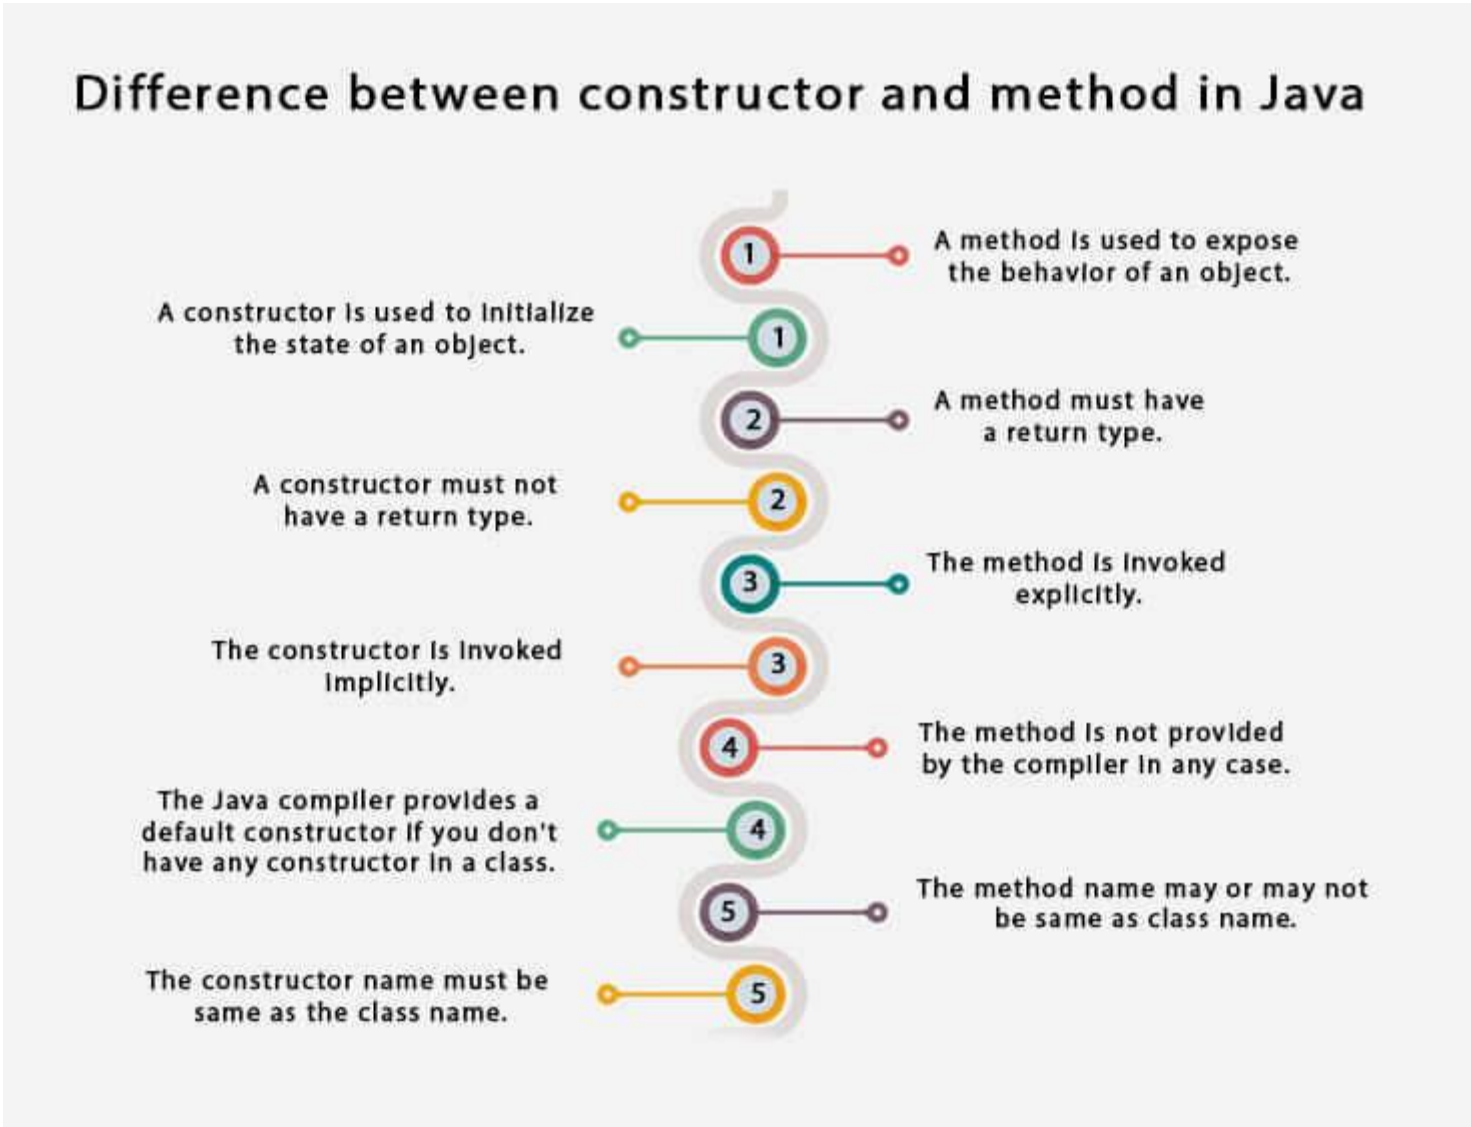 Difference between constructor and method in Java
1
A method is used to expose
the behavior of an object.
A constructor is used to initialize
the state of an object.
1
2
A method must have
a return type.
A constructor must not
have a return type.
2
3
The method is invoked
explicitly.
The constructor is invoked
implicitly.
3
4
The method is not provided
by the compiler in any case.
The Java compiler provides a
default constructor if you don't
have any constructor in a class.
4
5
The method name may or may not
be same as class name.
The constructor name must be
same as the class name.
5